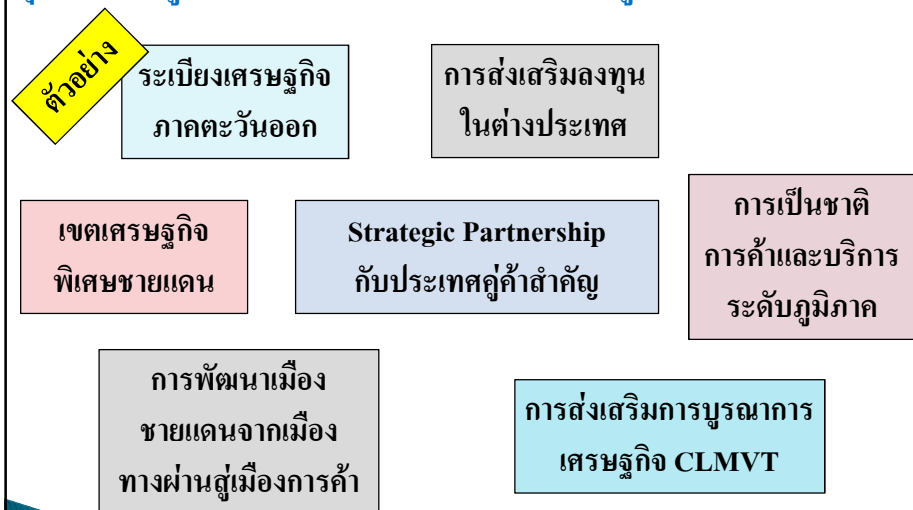 ตัวอย่าง
ระเบียงเศรษฐกิจ
ภาคตะวันออก
การส่งเสริมลงทุน
ในต่างประเทศ
เขตเศรษฐกิจ
พิเศษชายแดน
Strategic Partnership
กับประเทศคู่ค้าสำคัญ
การเป็นชาติ
การค้าและบริการ
ระดับภูมิภาค
การพัฒนาเมือง
ชายแดนจากเมือง
ทางผ่านสู่เมืองการค้า
การส่งเสริมการบูรณาการ
เศรษฐกิจ CLMVT